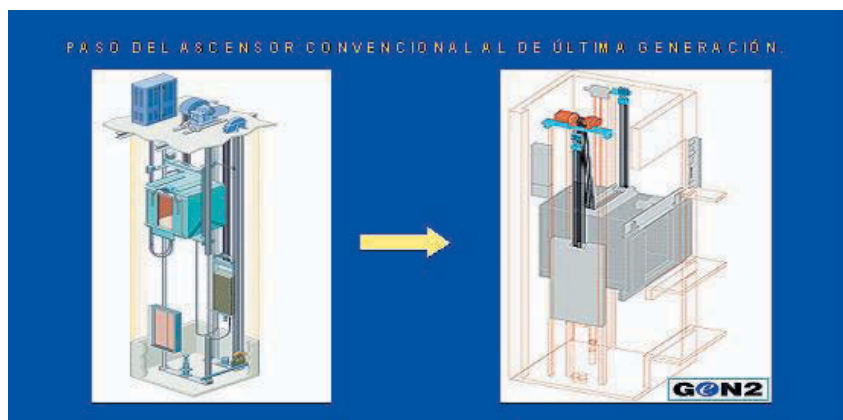 PASO DEL ASCENSOR CONVENCIONAL AL DE ÚLTIMA GENERACIÓN.
GeN2